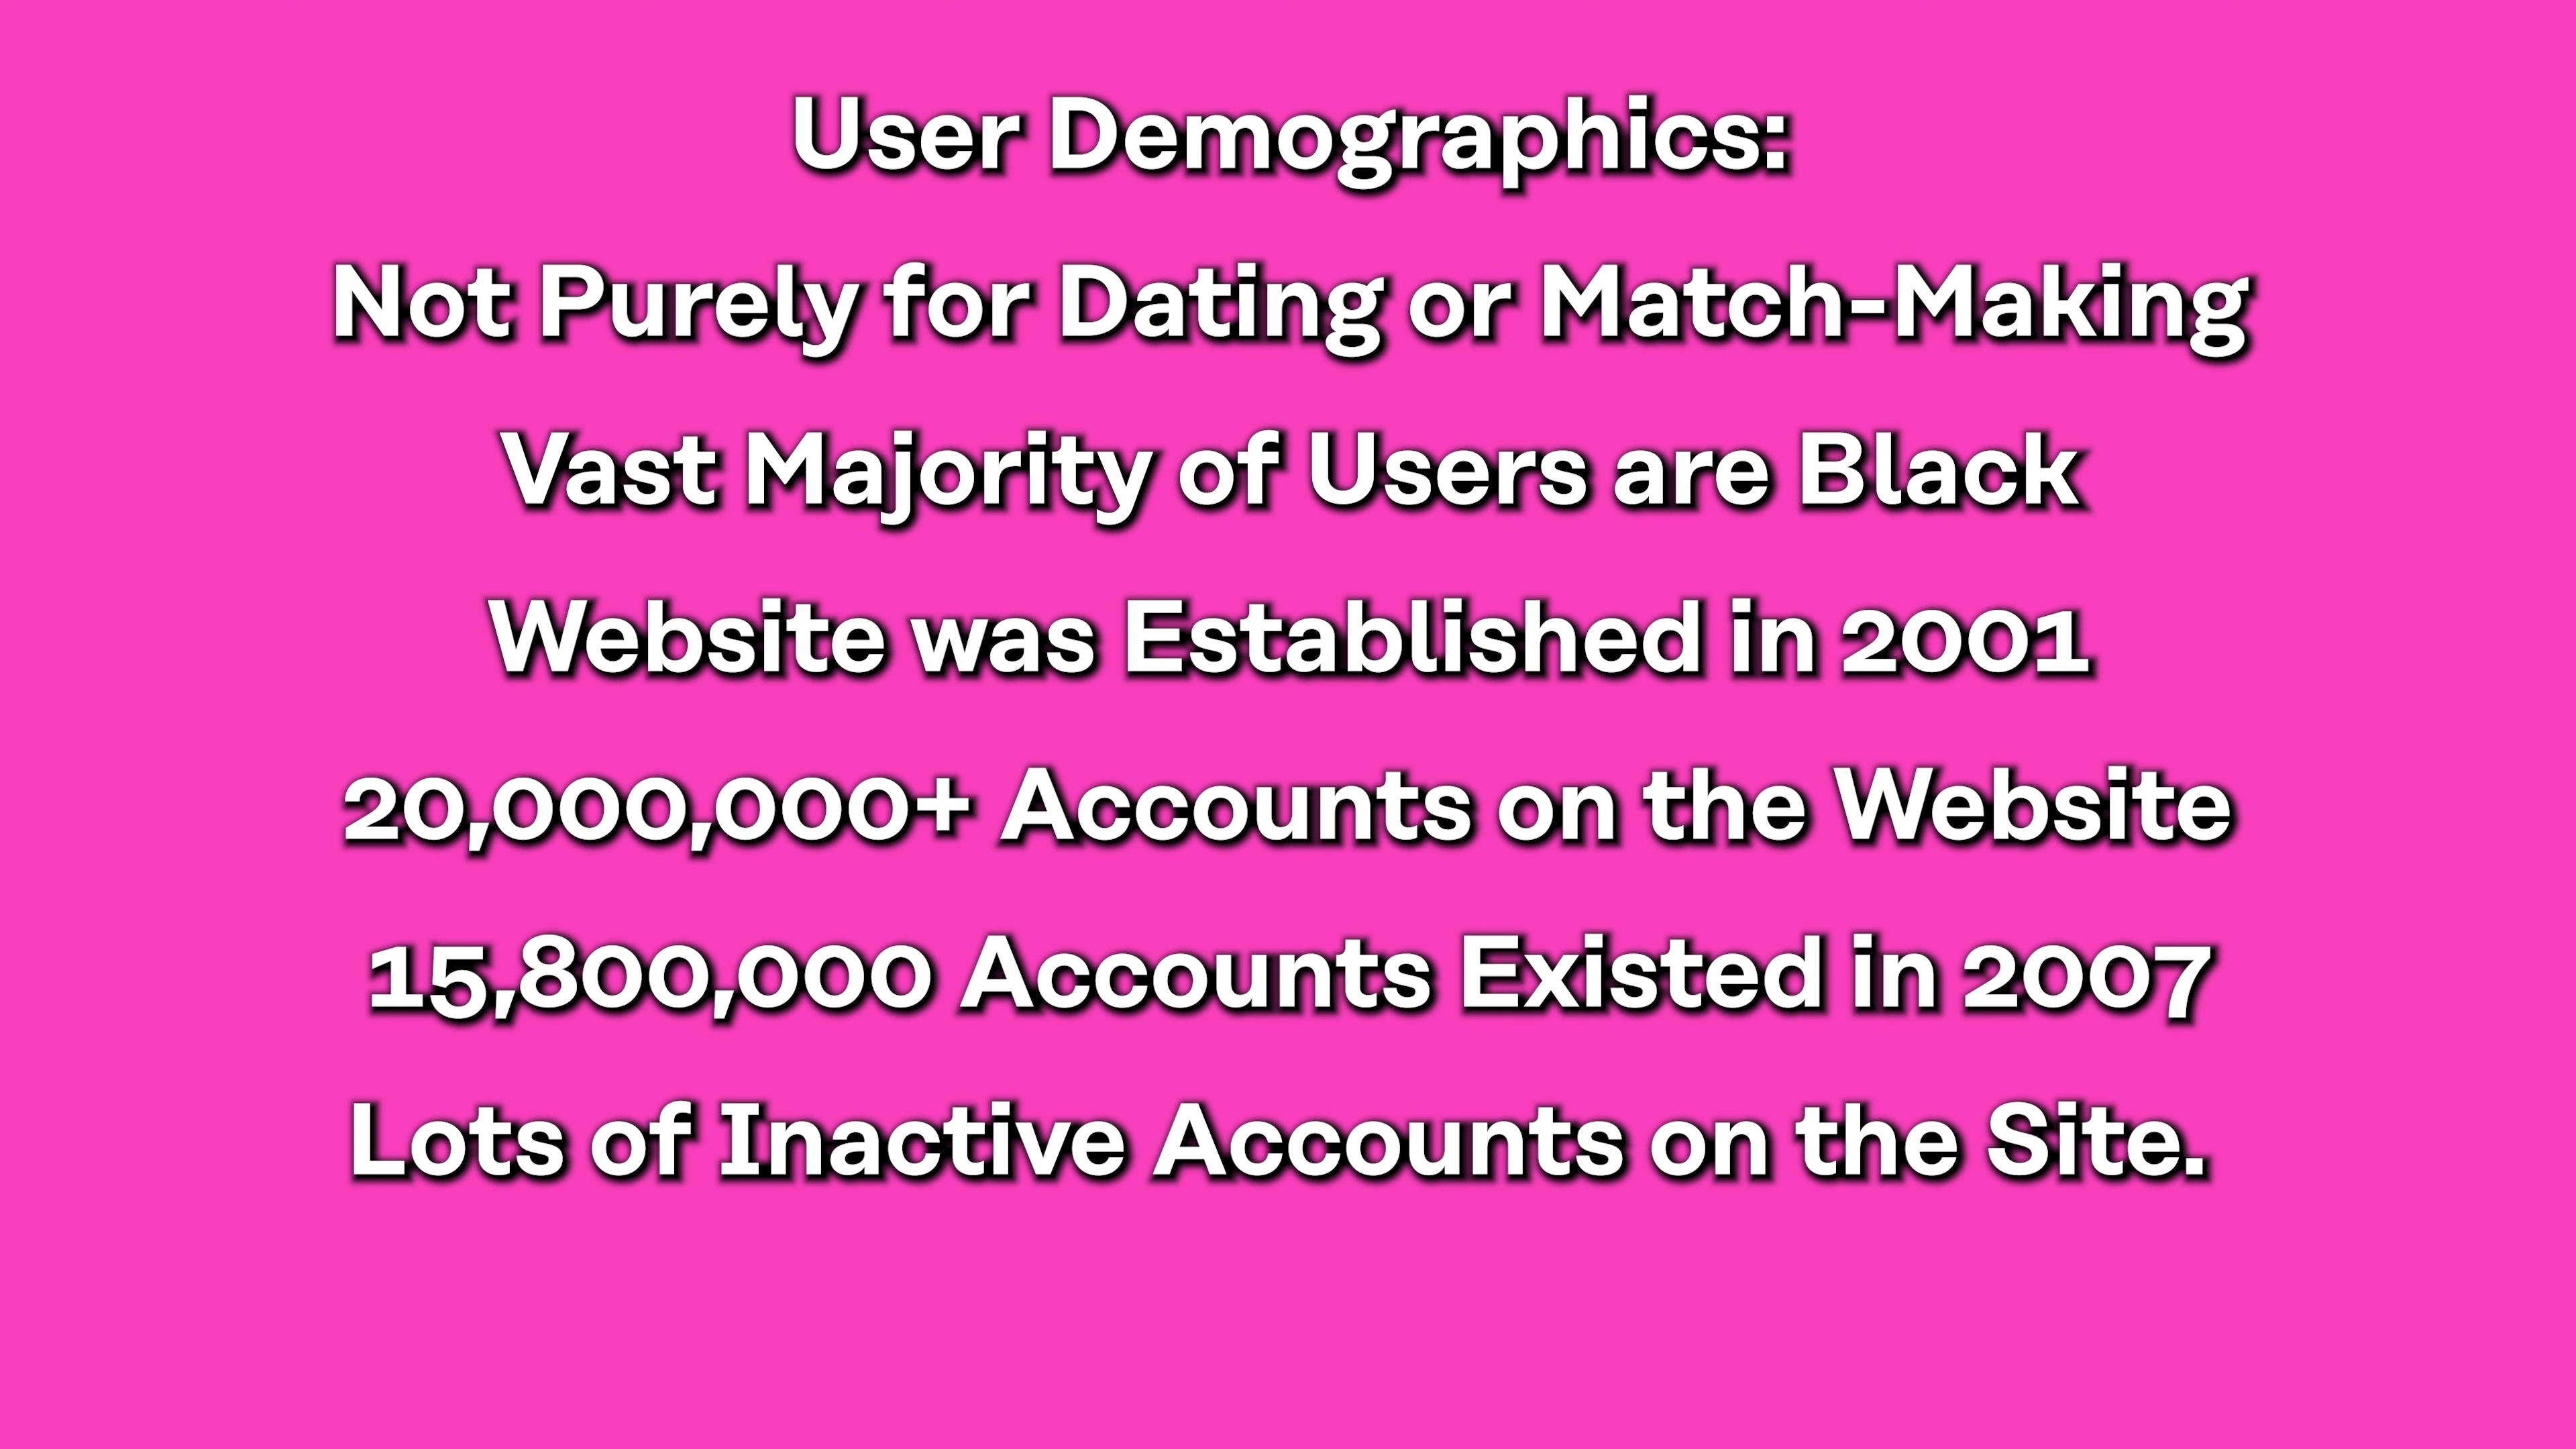 User Demographics:
Not Purely for Dating or Match-Making
Vast Majority of Users are Black
Website was Established in 2001
20,000,000+ Accounts on the Website
15,800,000 Accounts Existed in 2007
Lots of Inactive Accounts on the Site.